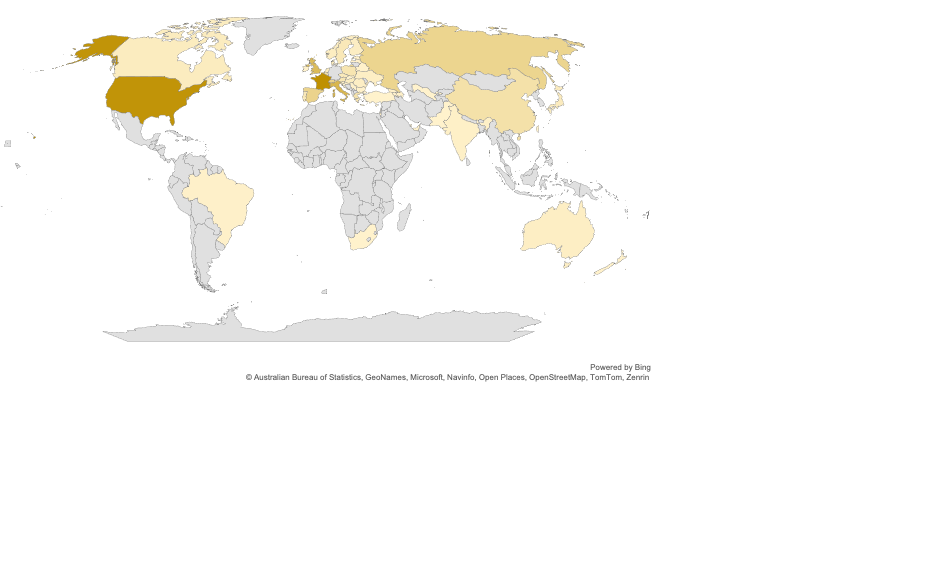 Powered by Bing
© Australian Bureau of Statistics, GeoNames, Microsoft, Navinfo, Open Places, OpenStreetMap, TomTom, Zenrin